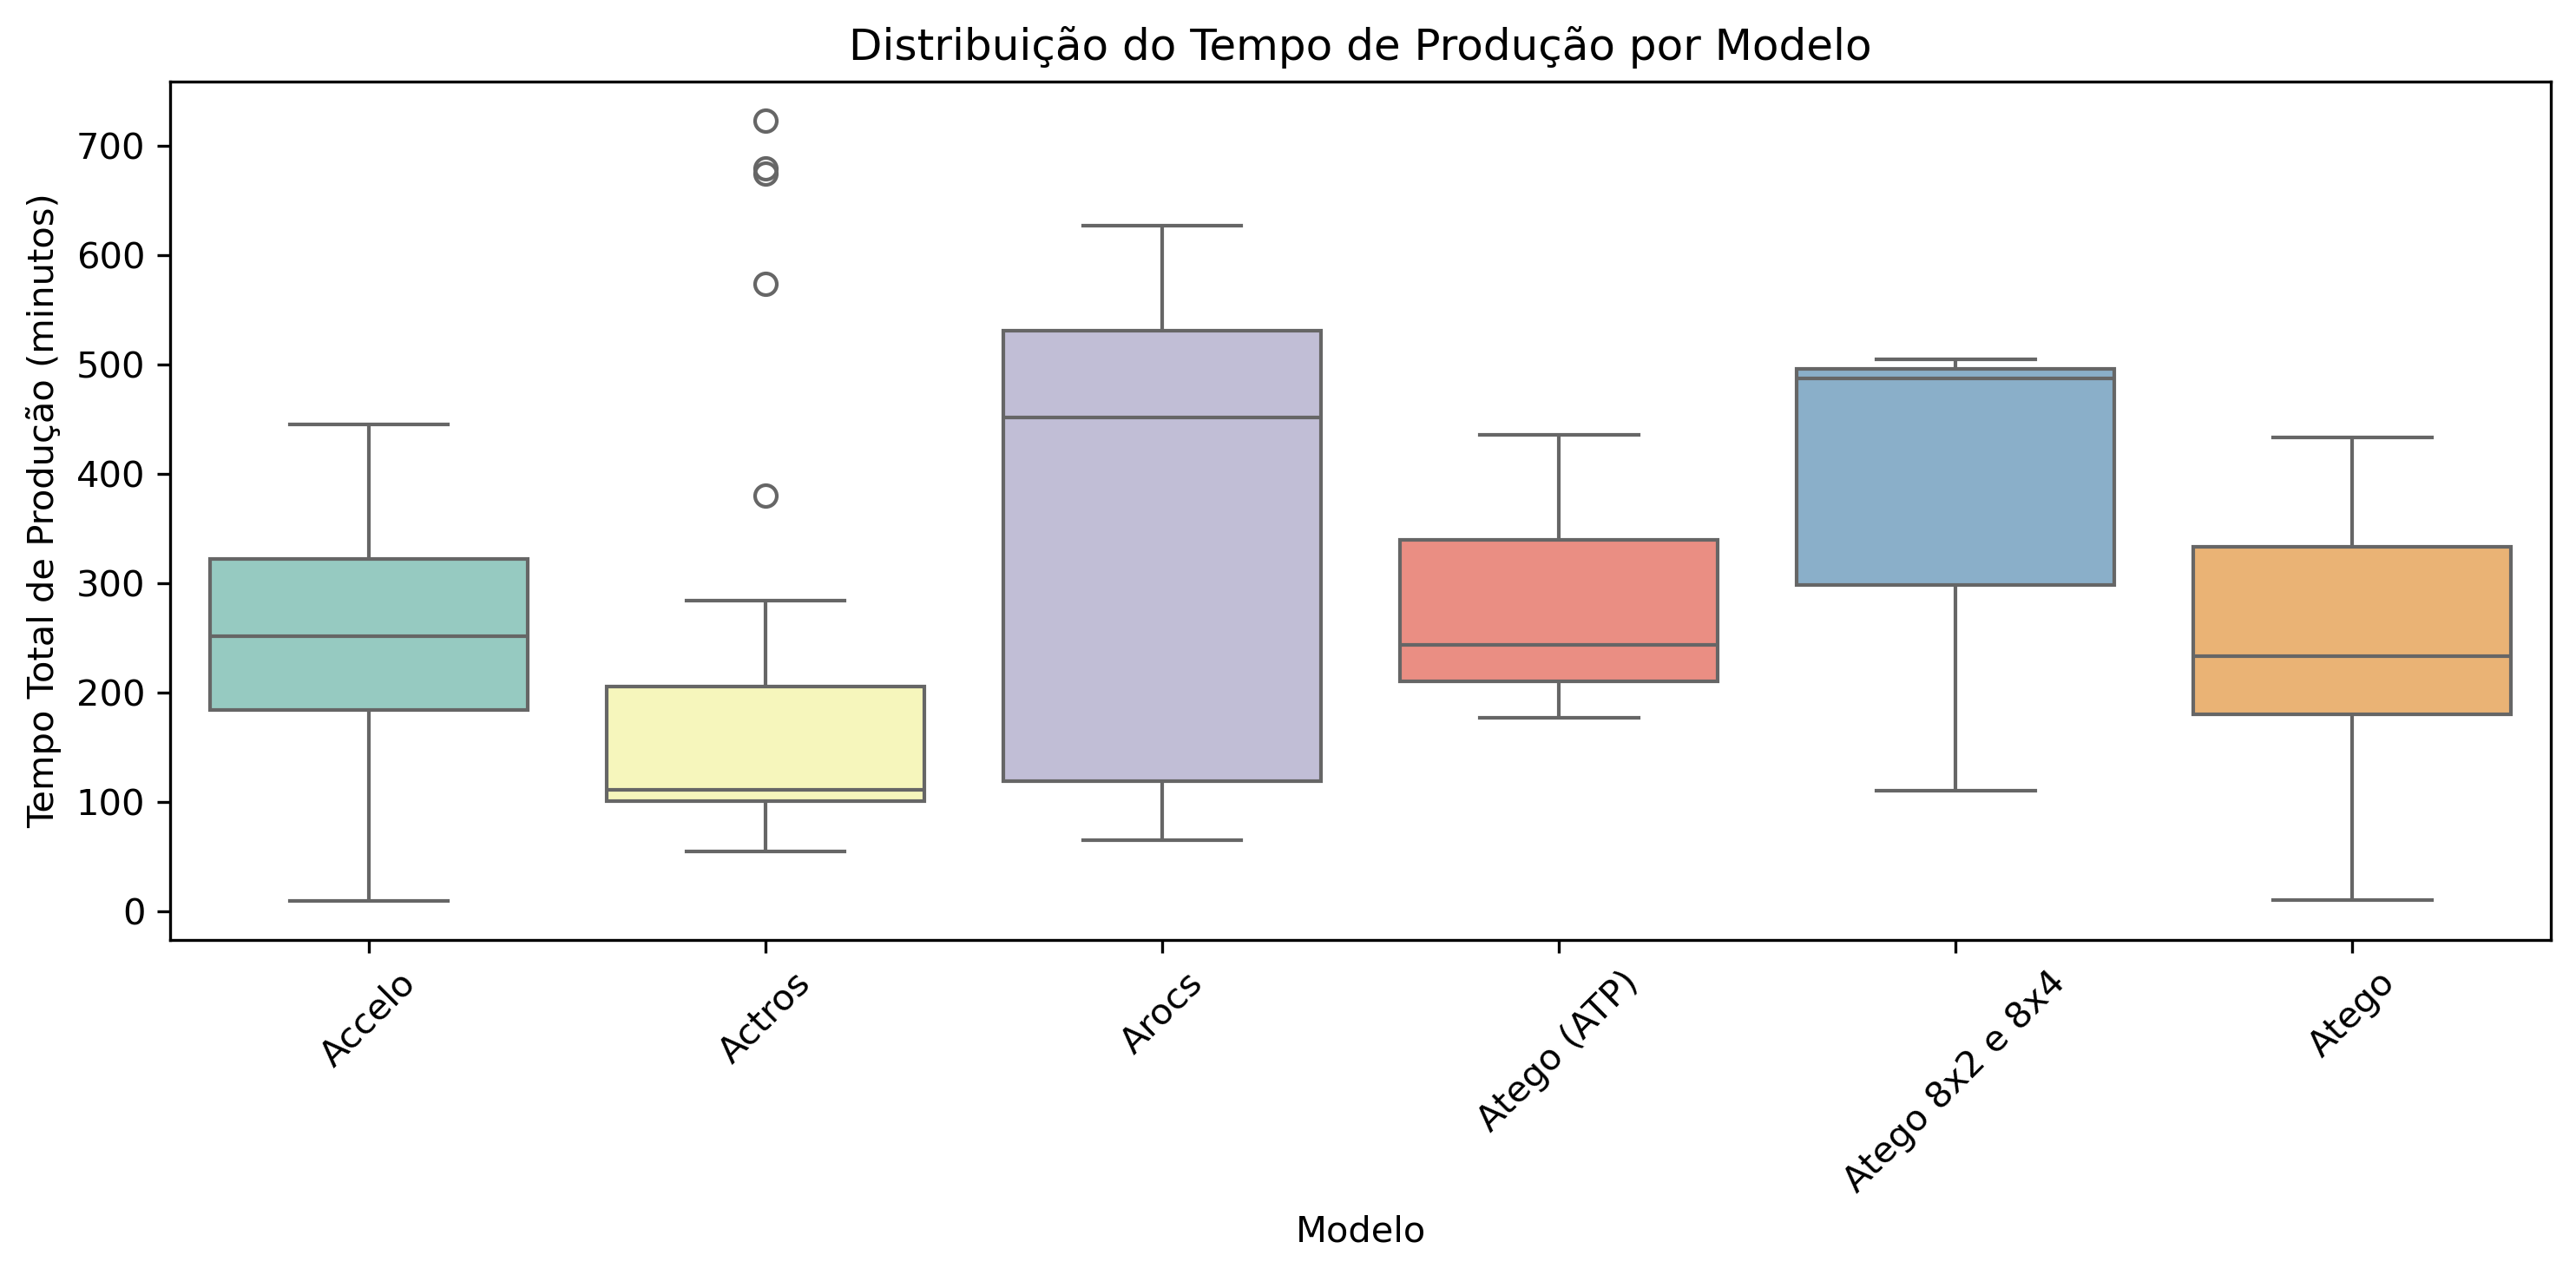 Distribuição do Tempo de Produção por Modelo
Tempo Total de Produção (minutos)
700
600
500
400
300
200
100
0
Accelo
Actros
Arocs
Atego (ATP)
Atego 8x2 e 8x4
Atego
Modelo